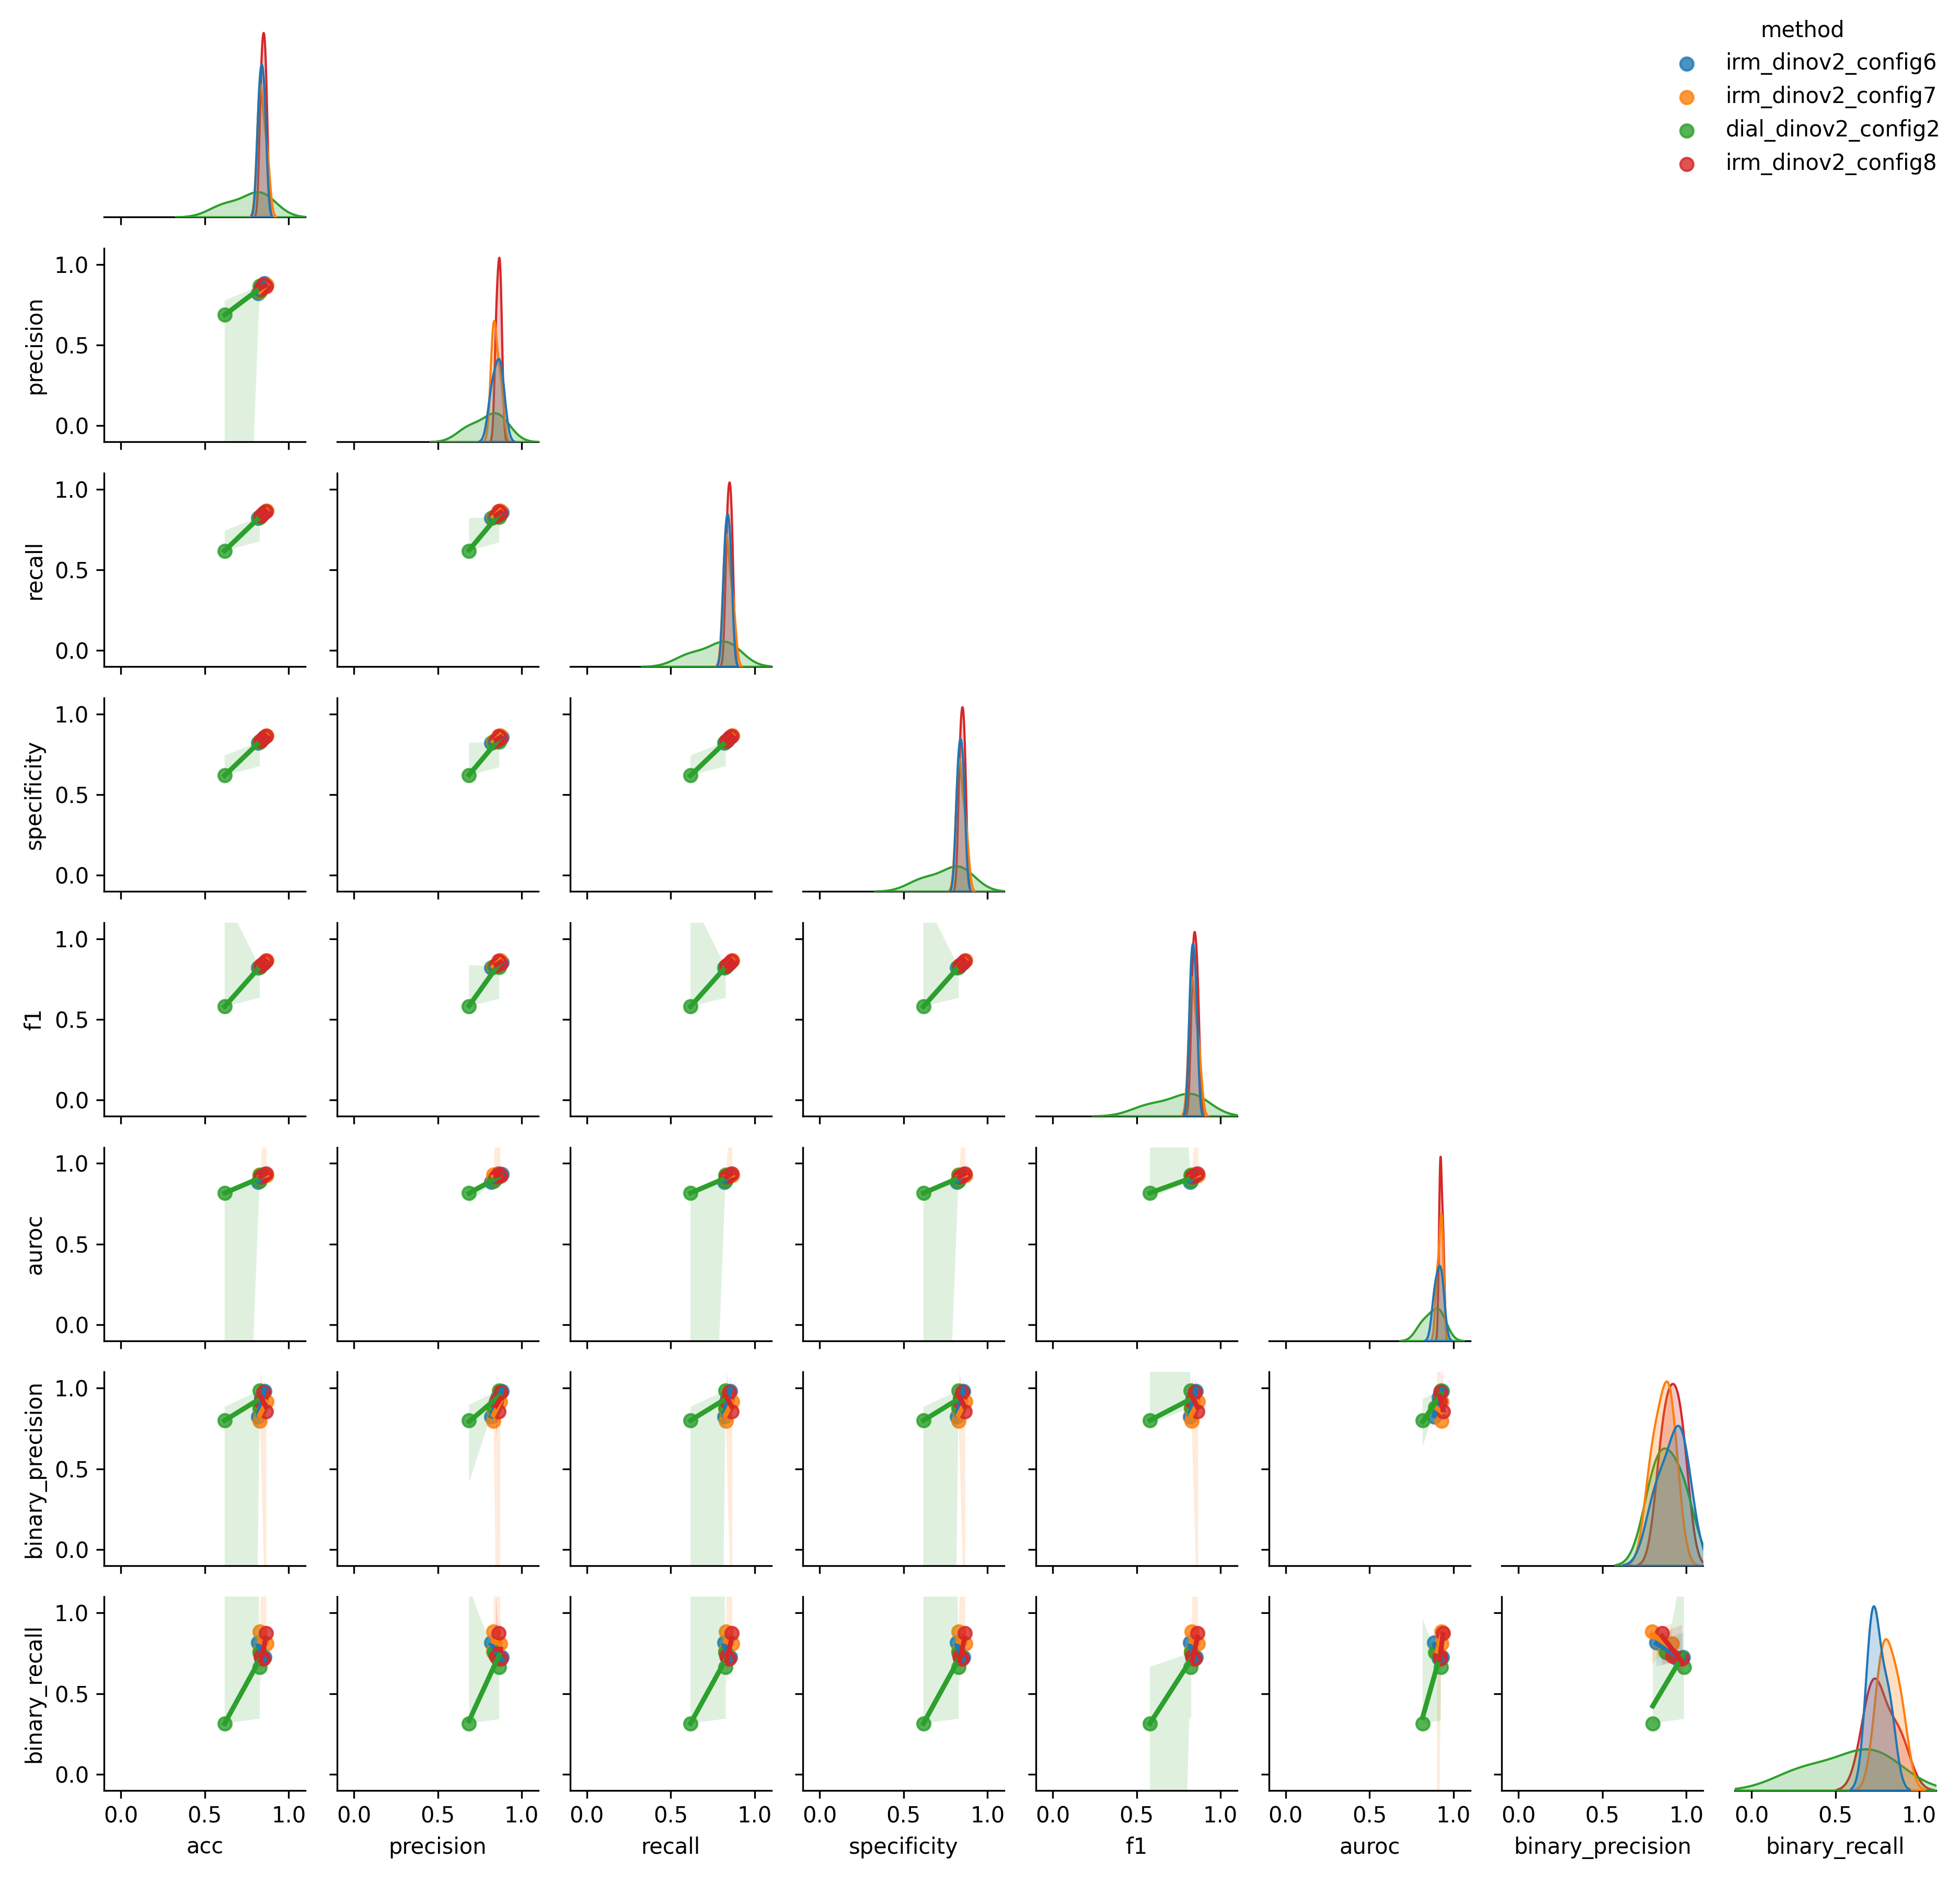 method
irm_dinov2_config6
irm_dinov2_config7
dial_dinov2_config2
irm_dinov2_config8
1.0
0.5
0.0
precision
1.0
0.5
0.0
recall
1.0
0.5
0.0
specificity
1.0
0.5
0.0
f1
1.0
0.5
0.0
auroc
1.0
0.5
0.0
binary_precision
1.0
0.5
0.0
binary_recall
0.0 0.5 1.0 0.0 0.5 1.0 0.0 0.5 1.0 0.0 0.5 1.0 0.0 0.5 1.0 0.0 0.5 1.0 0.0 0.5 1.0 0.0 0.5 1.0
acc precision recall specificity f1 auroc binary_precision binary_recall